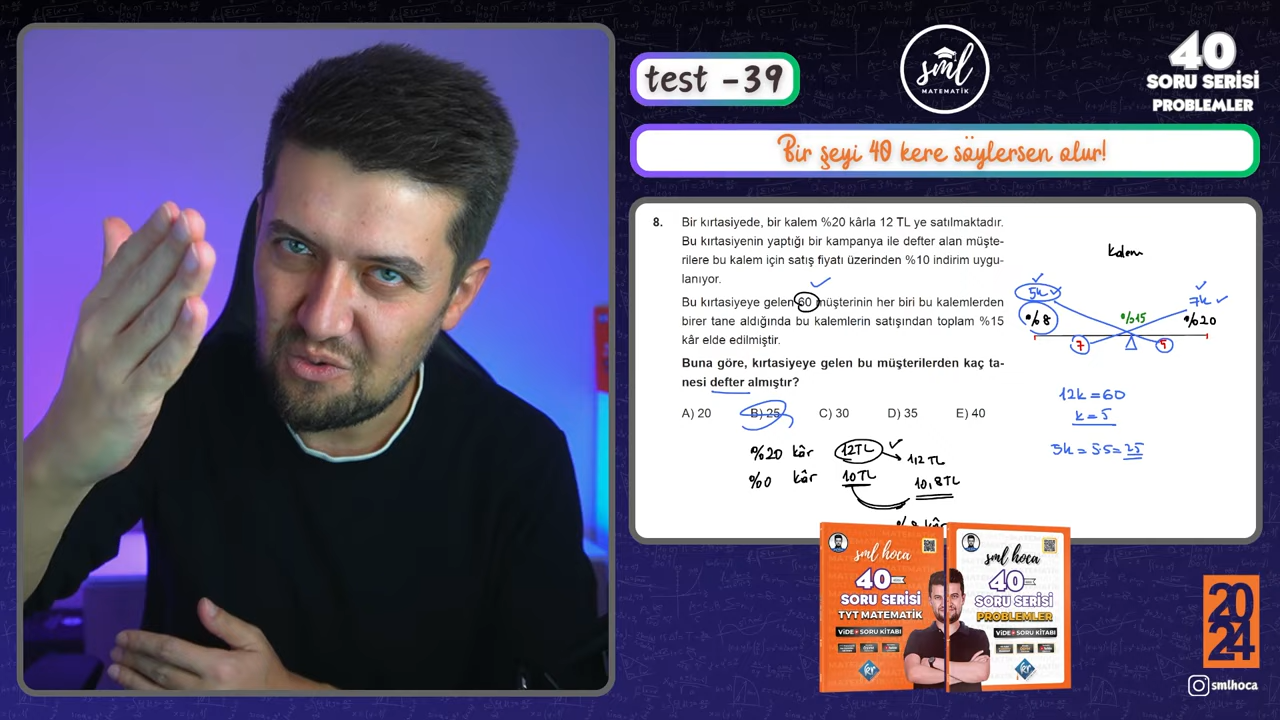 test -39
sml
MATEMATİK
40
SORU SERİSİ
PROBLEMLER
Bir şeyi 40 kere söylersen olur!
8. Bir kırtasiyede, bir kalem %20 kârla 12 TL ye satılmaktadır.
Bu kırtasiyenin yaptığı bir kampanya ile defter alan müşte-
rilere bu kalem için satış fiyatı üzerinden %10 indirim uygu-
lanıyor.
Bu kırtasiyeye gelen 60 müşterinin her biri bu kalemlerden
birer tane aldığında bu kalemlerin satışından toplam %15
kâr elde edilmiştir.
Buna göre, kırtasiyeye gelen bu müşterilerden kaç ta-
nesi defter almıştır?
A) 20 B) 25 C) 30 D) 35 E) 40
Kalem
5k 7k
%8 %15 %20
7 5
12k = 60
k = 5
5k = 5.5 = 25
%20 kâr 12TL 1,2 TL
%0 kâr 10TL 10,8TL
sml hoca
40
SORU SERİSİ
TYT MATEMATİK
VİDEO SORU KİTABI
sml hoca
40
SORU SERİSİ
PROBLEMLER
VİDEO SORU KİTABI
2024
smlhoca